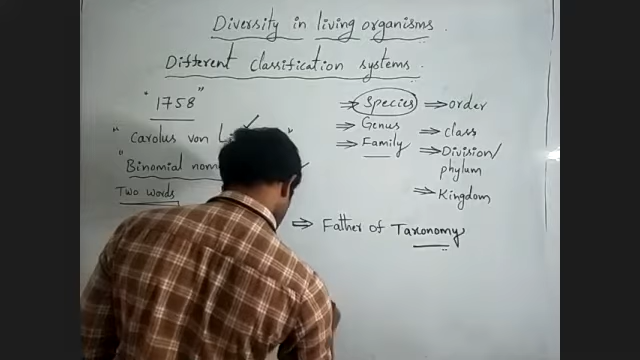 Diversity in living organisms.
Different classification systems.
"1758"
"Carolus von "
"Binomial
Two words
⇒ Species
⇒ Genus
⇒ Family
⇒ order
⇒ class
⇒ Division/
phylum
⇒ Kingdom
⇒ Father of Taxonomy